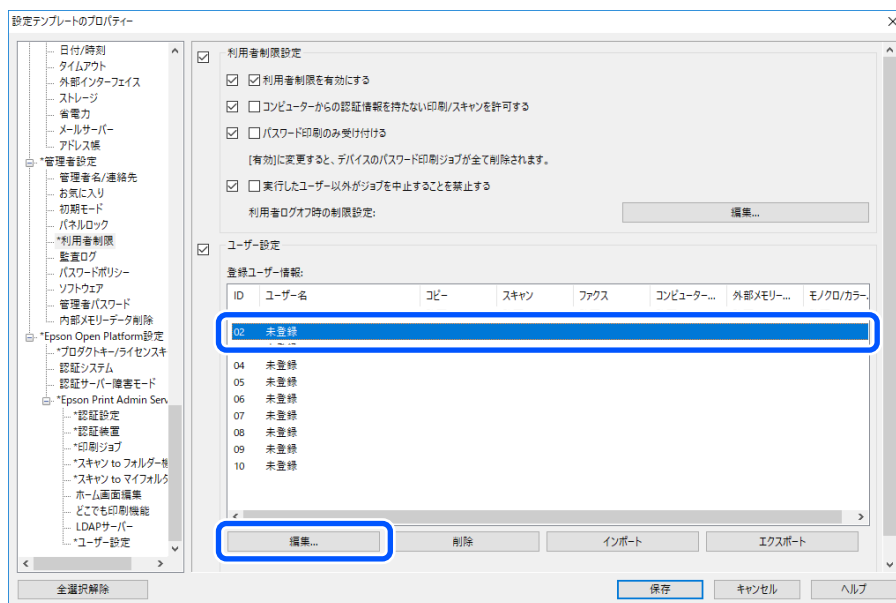 設定テンプレートのプロパティー
日付/時刻
タイムアウト
外部インターフェイス
ストレージ
省電力
メールサーバー
アドレス帳
*管理者設定
管理者名/連絡先
お気に入り
初期モード
パネルロック
*利用者制限
監査ログ
パスワードポリシー
ソフトウェア
管理者パスワード
内部メモリーデータ削除
*Epson Open Platform設定
*プロダクトキー/ライセンスキ
認証システム
認証サーバー障害モード
*Epson Print Admin Serv
*認証設定
*認証装置
*印刷ジョブ
*スキャン to フォルダー機
*スキャン to マイフォルダ
ホーム画面編集
どこでも印刷機能
LDAPサーバー
*ユーザー設定
利用者制限設定
利用者制限を有効にする
コンピューターからの認証情報を持たない印刷/スキャンを許可する
パスワード印刷のみ受け付ける
[有効]に変更すると、デバイスのパスワード印刷ジョブが全て削除されます。
実行したユーザー以外がジョブを中止することを禁止する
利用者ログオフ時の制限設定: 編集...
ユーザー設定
登録ユーザー情報:
ID ユーザー名 コピー スキャン ファクス コンピューター... 外部メモリー... モノクロ/カラー...
02 未登録
04 未登録
05 未登録
06 未登録
07 未登録
08 未登録
09 未登録
10 未登録
編集... 削除 インポート エクスポート
全選択解除 保存 キャンセル ヘルプ